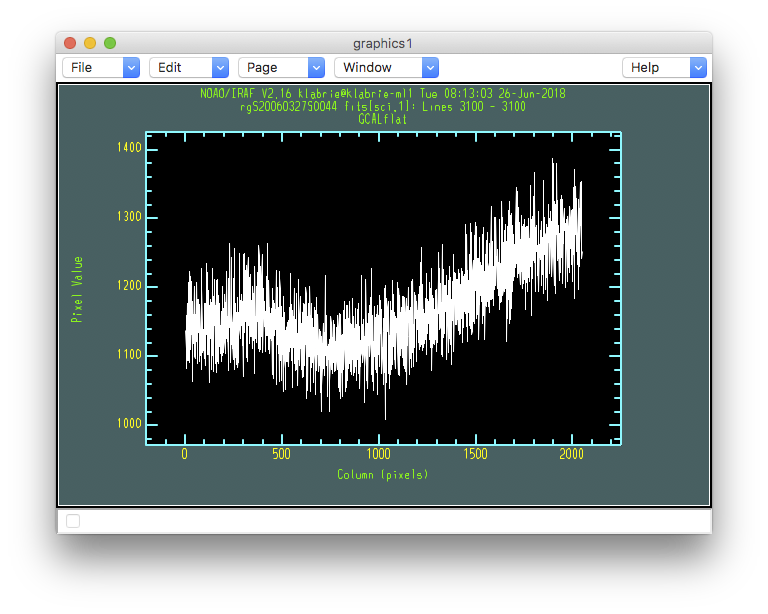 graphics1
File Edit Page Window Help
NOAO/IRAF V2.16 klabrie@klabrie-ml1 Tue 08:13:03 26-Jun-2018
rgS20060327S0044.fits[sci,1]: Lines 3100 - 3100
GCALflat
1400
1300
1200
1100
1000
Pixel Value
0 500 1000 1500 2000
Column (pixels)